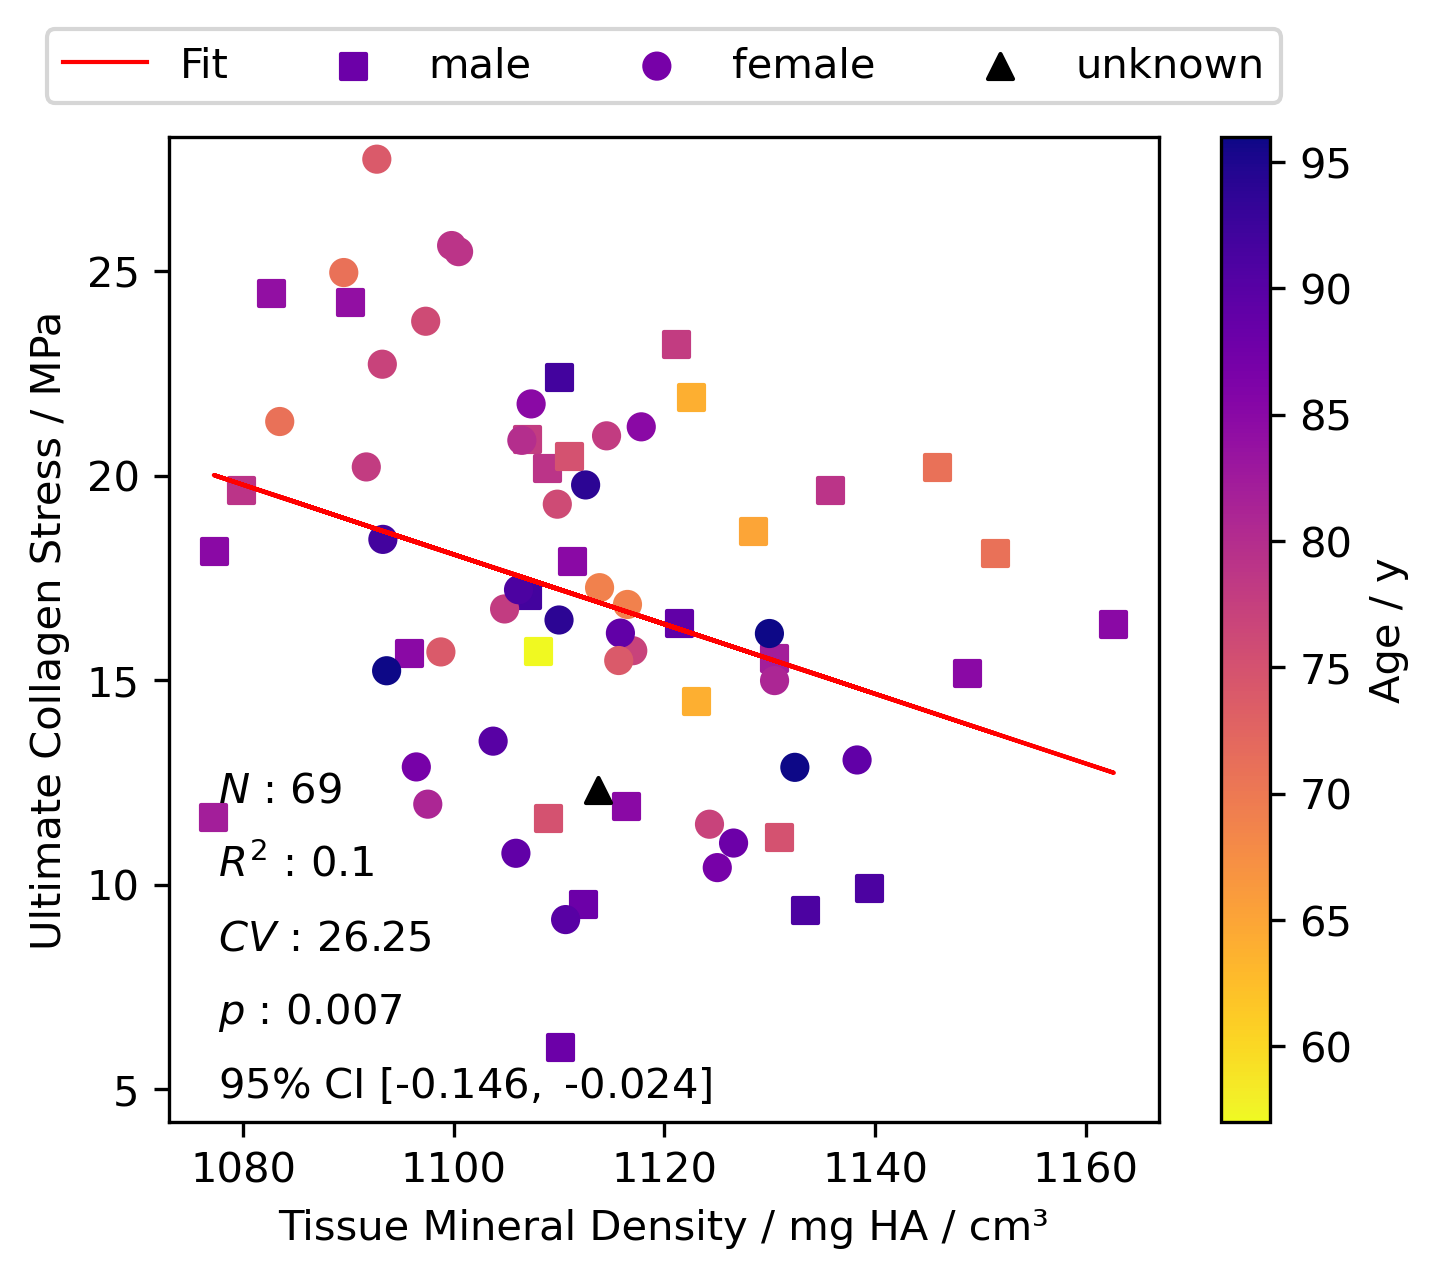 Fit male female unknown
25
20
15
10
5
Ultimate Collagen Stress / MPa
N : 69
R² : 0.1
CV : 26.25
p : 0.007
95% CI [-0.146, -0.024]
1080 1100 1120 1140 1160
Tissue Mineral Density / mg HA / cm³
95
90
85
80
75
70
65
60
Age / y